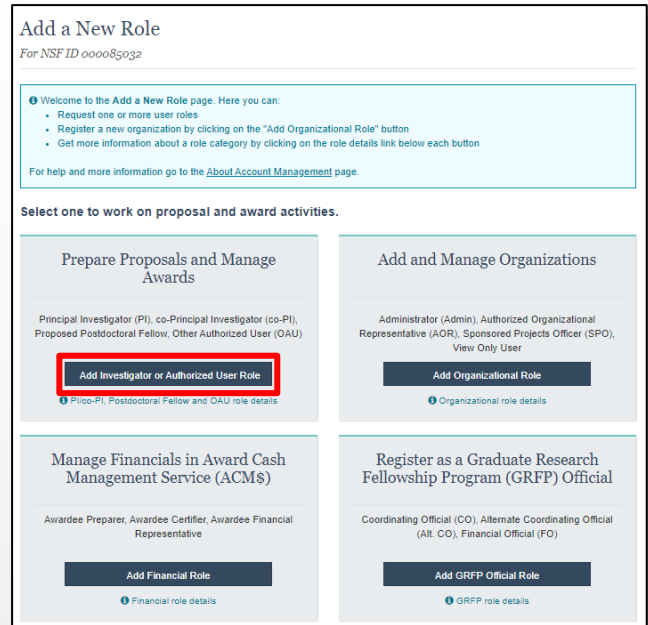 Add a New Role
For NSF ID 000085032
Welcome to the Add a New Role page. Here you can:
• Request one or more user roles
• Register a new organization by clicking on the "Add Organizational Role" button
• Get more information about a role category by clicking on the role details link below each button
For help and more information go to the About Account Management page.
Select one to work on proposal and award activities.
Prepare Proposals and Manage
Awards
Principal Investigator (PI), co-Principal Investigator (co-PI),
Proposed Postdoctoral Fellow, Other Authorized User (OAU)
Add Investigator or Authorized User Role
PI/co-PI, Postdoctoral Fellow and OAU role details
Add and Manage Organizations
Administrator (Admin), Authorized Organizational
Representative (AOR), Sponsored Projects Officer (SPO),
View Only User
Add Organizational Role
Organizational role details
Manage Financials in Award Cash
Management Service (ACM$)
Awardee Preparer, Awardee Certifier, Awardee Financial
Representative
Add Financial Role
Financial role details
Register as a Graduate Research
Fellowship Program (GRFP) Official
Coordinating Official (CO), Alternate Coordinating Official
(Alt. CO), Financial Official (FO)
Add GRFP Official Role
GRFP role details